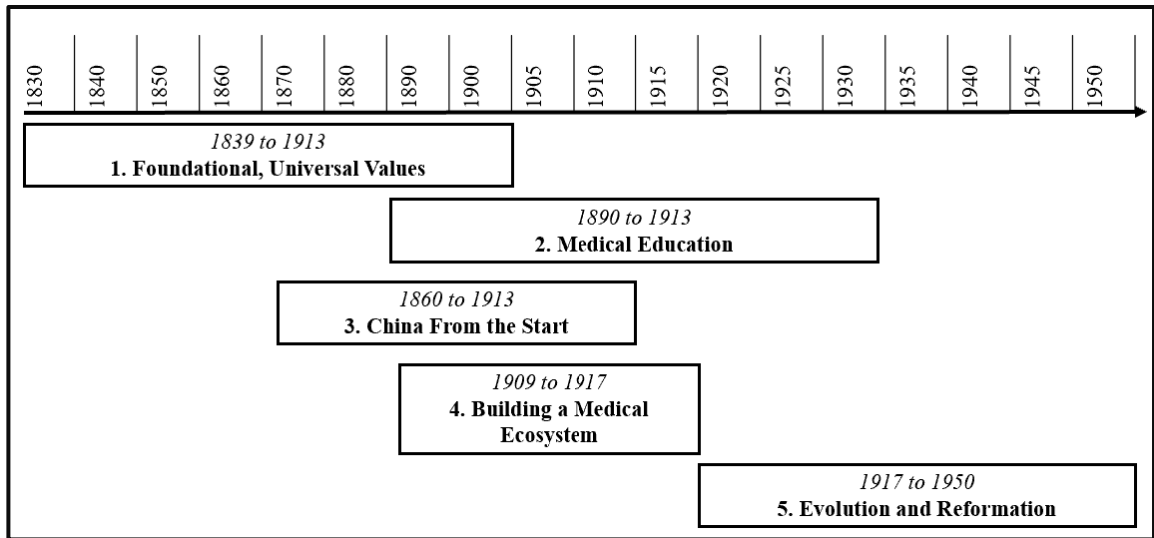 1830 1840 1850 1860 1870 1880 1890 1900 1905 1910 1915 1920 1925 1930 1935 1940 1945 1950
1839 to 1913
1. Foundational, Universal Values
1890 to 1913
2. Medical Education
1860 to 1913
3. China From the Start
1909 to 1917
4. Building a Medical
Ecosystem
1917 to 1950
5. Evolution and Reformation